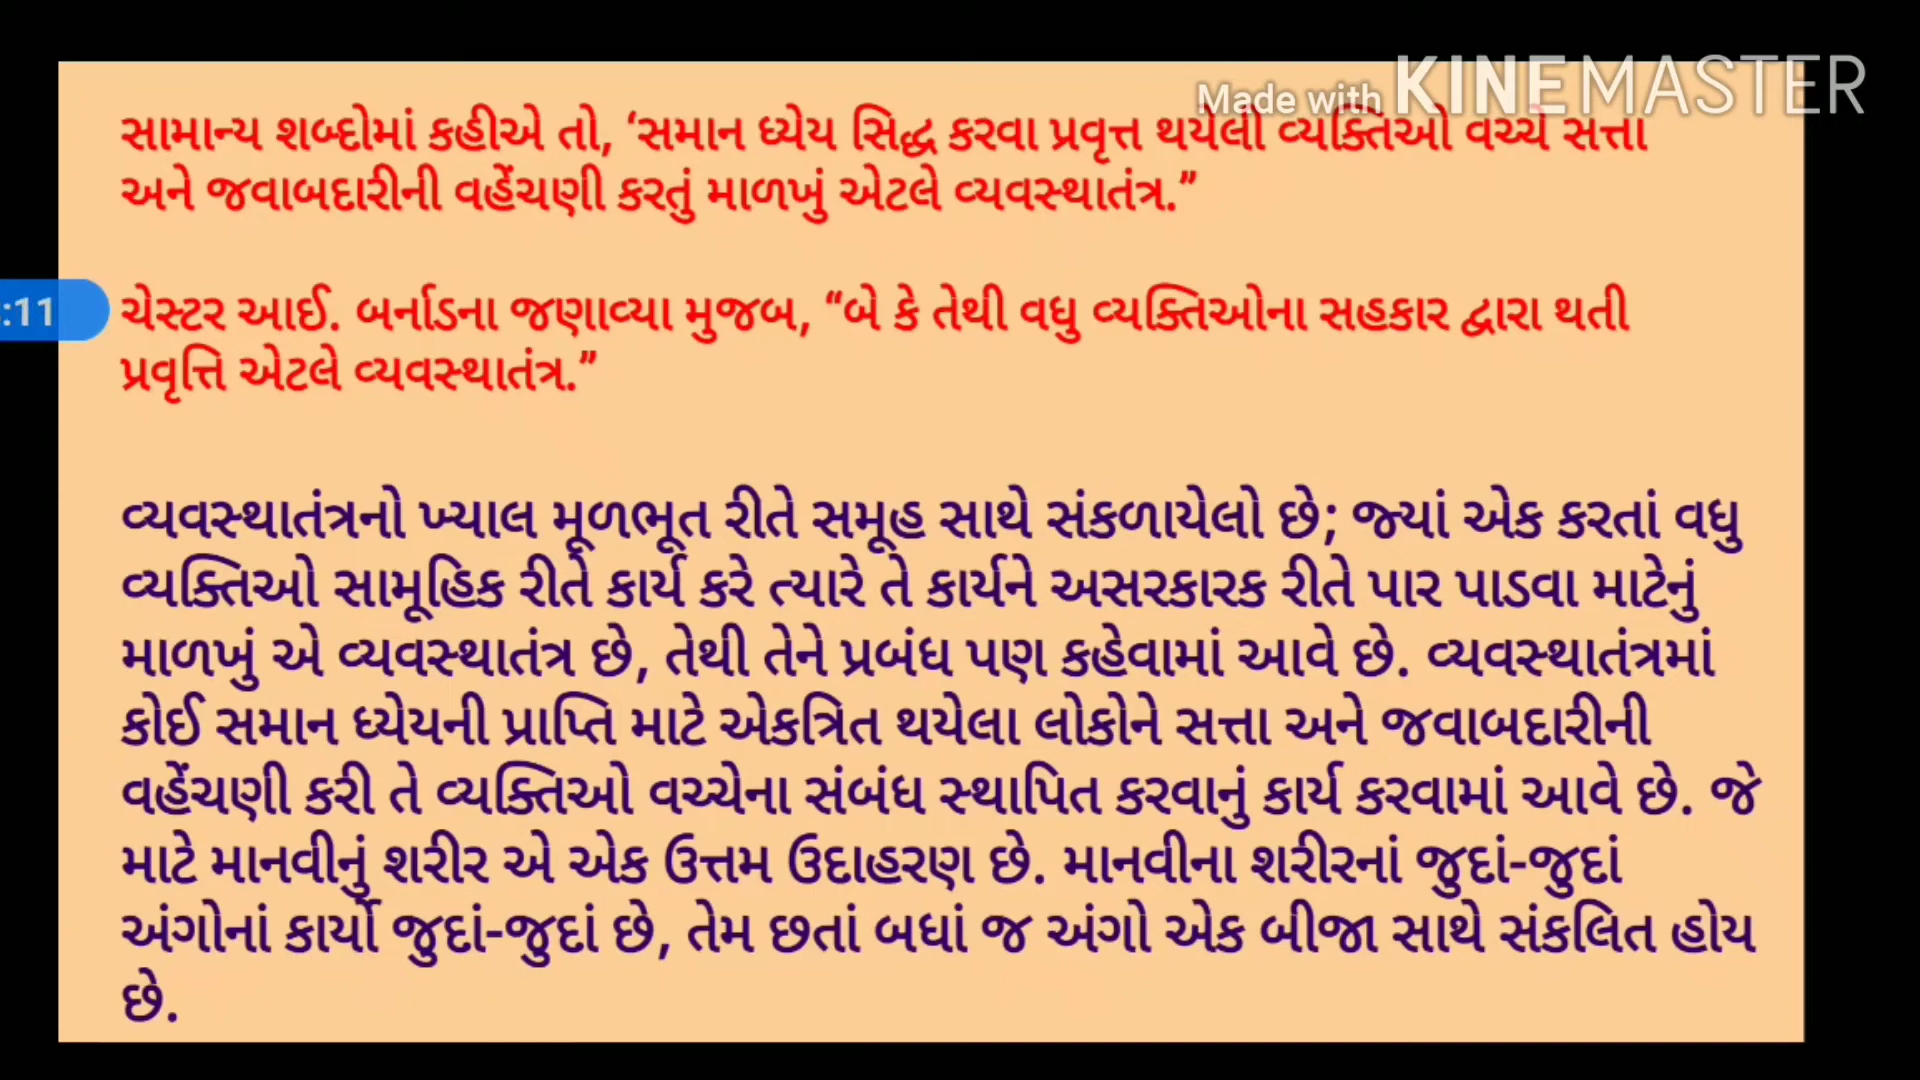 Made with KINEMASTER
સામાન્ય શબ્દોમાં કહીએ તો, ‘સમાન ધ્યેય સિદ્ધ કરવા પ્રવૃત્ત થયેલી વ્યક્તિઓ વચ્ચે સત્તા
અને જવાબદારીની વહેંચણી કરતું માળખું એટલે વ્યવસ્થાતંત્ર.”
:11
ચેસ્ટર આઈ. બર્નાડના જણાવ્યા મુજબ, “બે કે તેથી વધુ વ્યક્તિઓના સહકાર દ્વારા થતી
પ્રવૃત્તિ એટલે વ્યવસ્થાતંત્ર.”
વ્યવસ્થાતંત્રનો ખ્યાલ મૂળભૂત રીતે સમૂહ સાથે સંકળાયેલો છે; જ્યાં એક કરતાં વધુ
વ્યક્તિઓ સામૂહિક રીતે કાર્ય કરે ત્યારે તે કાર્યને અસરકારક રીતે પાર પાડવા માટેનું
માળખું એ વ્યવસ્થાતંત્ર છે, તેથી તેને પ્રબંધ પણ કહેવામાં આવે છે. વ્યવસ્થાતંત્રમાં
કોઈ સમાન ધ્યેયની પ્રાપ્તિ માટે એકત્રિત થયેલા લોકોને સત્તા અને જવાબદારીની
વહેંચણી કરી તે વ્યક્તિઓ વચ્ચેના સંબંધ સ્થાપિત કરવાનું કાર્ય કરવામાં આવે છે. જે
માટે માનવીનું શરીર એ એક ઉત્તમ ઉદાહરણ છે. માનવીના શરીરનાં જુદાં-જુદાં
અંગોનાં કાર્યો જુદાં-જુદાં છે, તેમ છતાં બધાં જ અંગો એક બીજા સાથે સંકલિત હોય
છે.